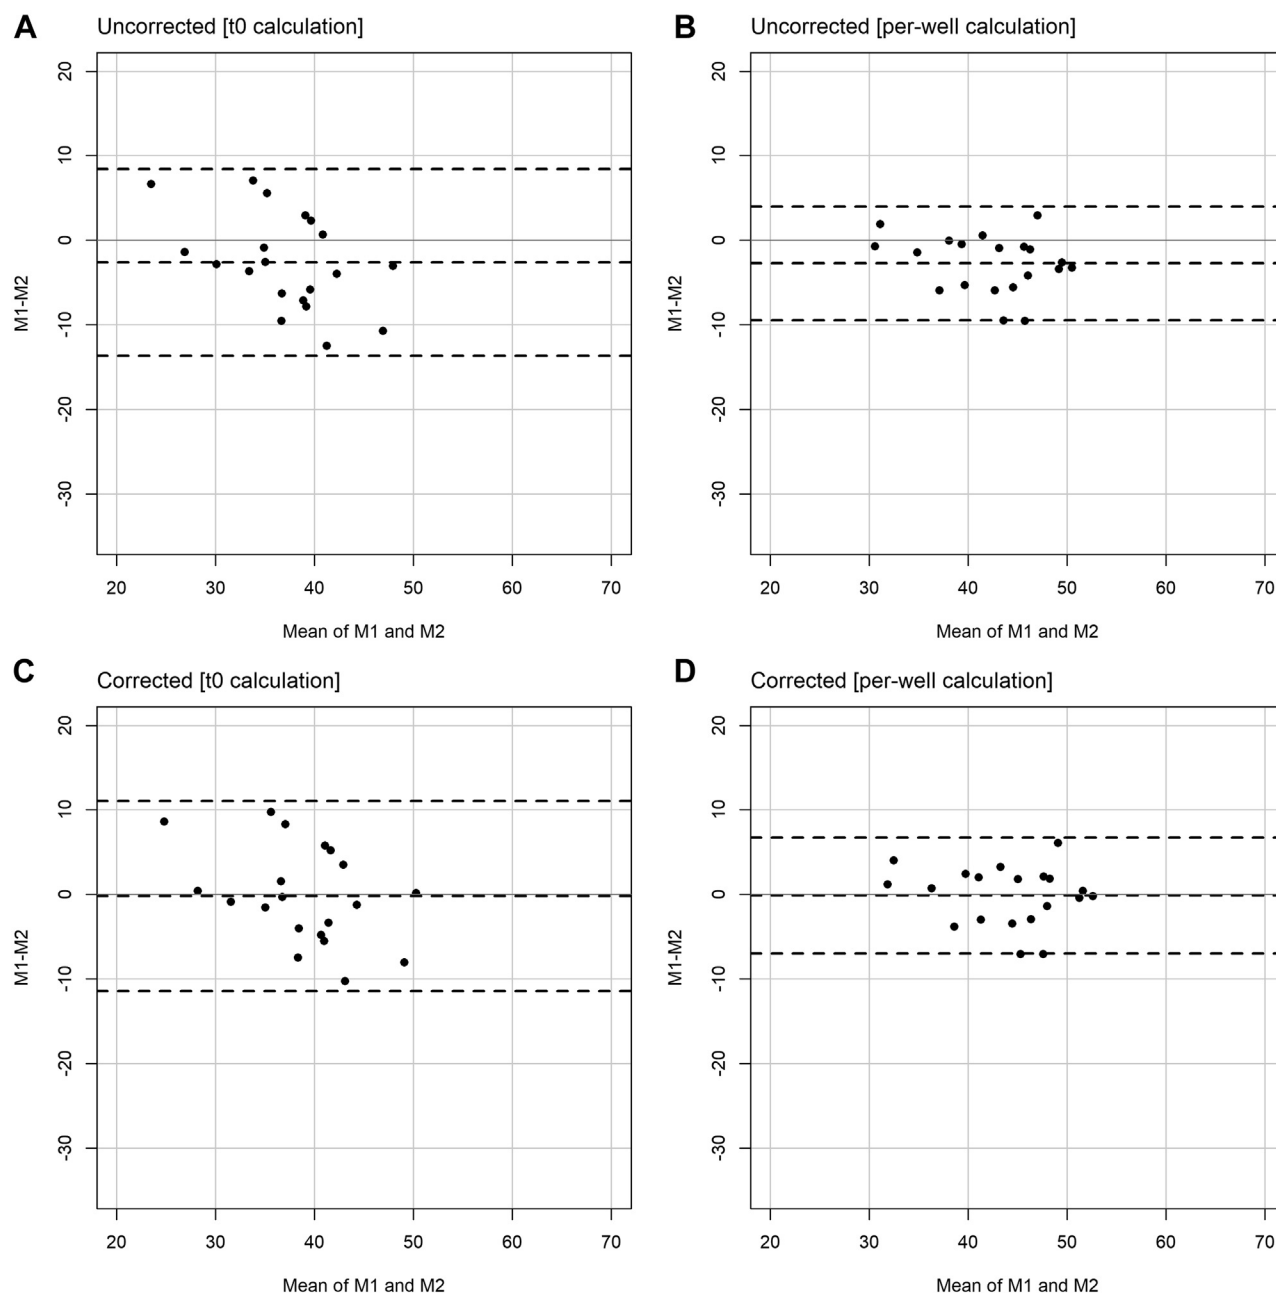 A
Uncorrected [t0 calculation]
20
10
0
-10
-20
-30
M1-M2
20 30 40 50 60 70
Mean of M1 and M2
B
Uncorrected [per-well calculation]
20
10
0
-10
-20
-30
M1-M2
20 30 40 50 60 70
Mean of M1 and M2
C
Corrected [t0 calculation]
20
10
0
-10
-20
-30
M1-M2
20 30 40 50 60 70
Mean of M1 and M2
D
Corrected [per-well calculation]
20
10
0
-10
-20
-30
M1-M2
20 30 40 50 60 70
Mean of M1 and M2